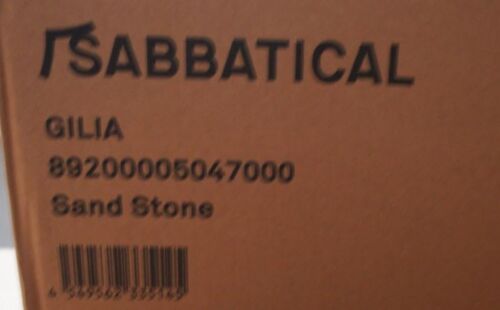 SABBATICAL
GILIA
89200005047000
Sand Stone